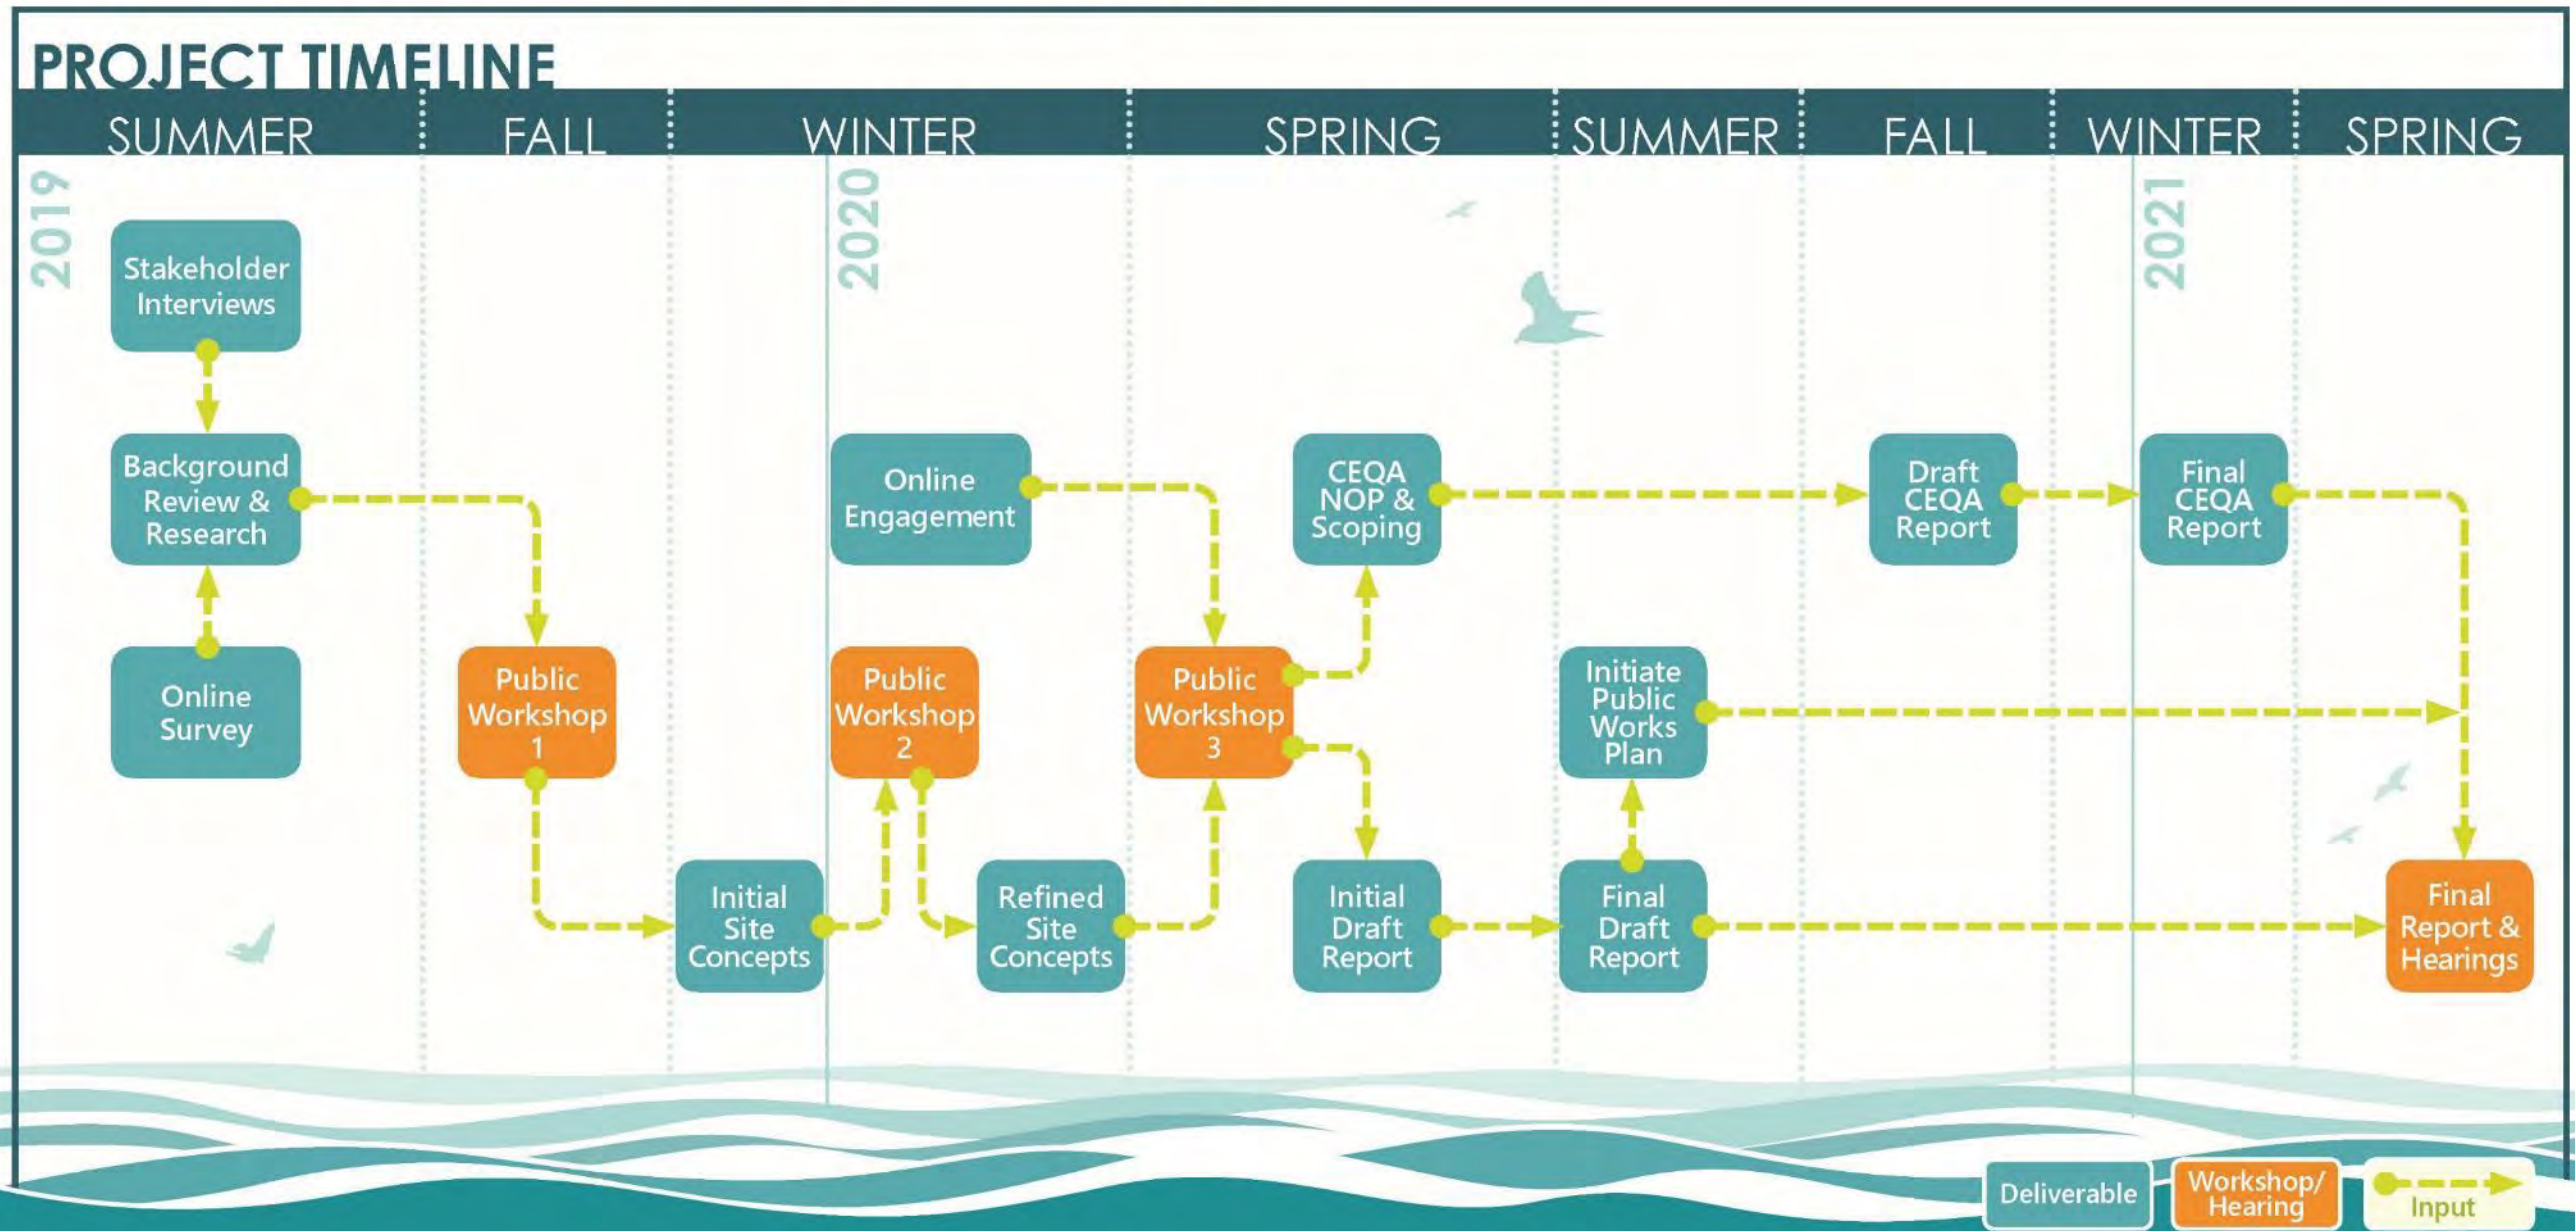 PROJECT TIMELINE
SUMMER
FALL
WINTER
SPRING
SUMMER
FALL
WINTER
SPRING
2019
2020
2021
Stakeholder
Interviews
Background
Review &
Research
Online
Survey
Public
Workshop
1
Initial
Site
Concepts
Online
Engagement
Public
Workshop
2
Refined
Site
Concepts
Public
Workshop
3
CEQA
NOP &
Scoping
Initial
Draft
Report
Initiate
Public
Works
Plan
Final
Draft
Report
Draft
CEQA
Report
Final
CEQA
Report
Final
Report &
Hearings
Deliverable
Workshop/
Hearing
Input